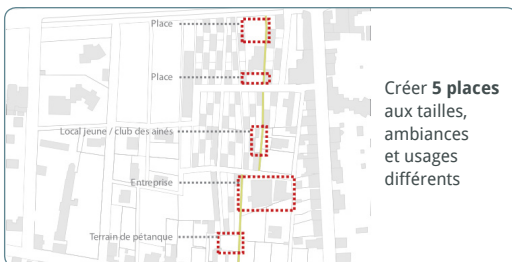 Place
Place
Local jeune / club des ainés
Entreprise
Terrain de pétanque
Créer 5 places
aux tailles,
ambiances
et usages
différents